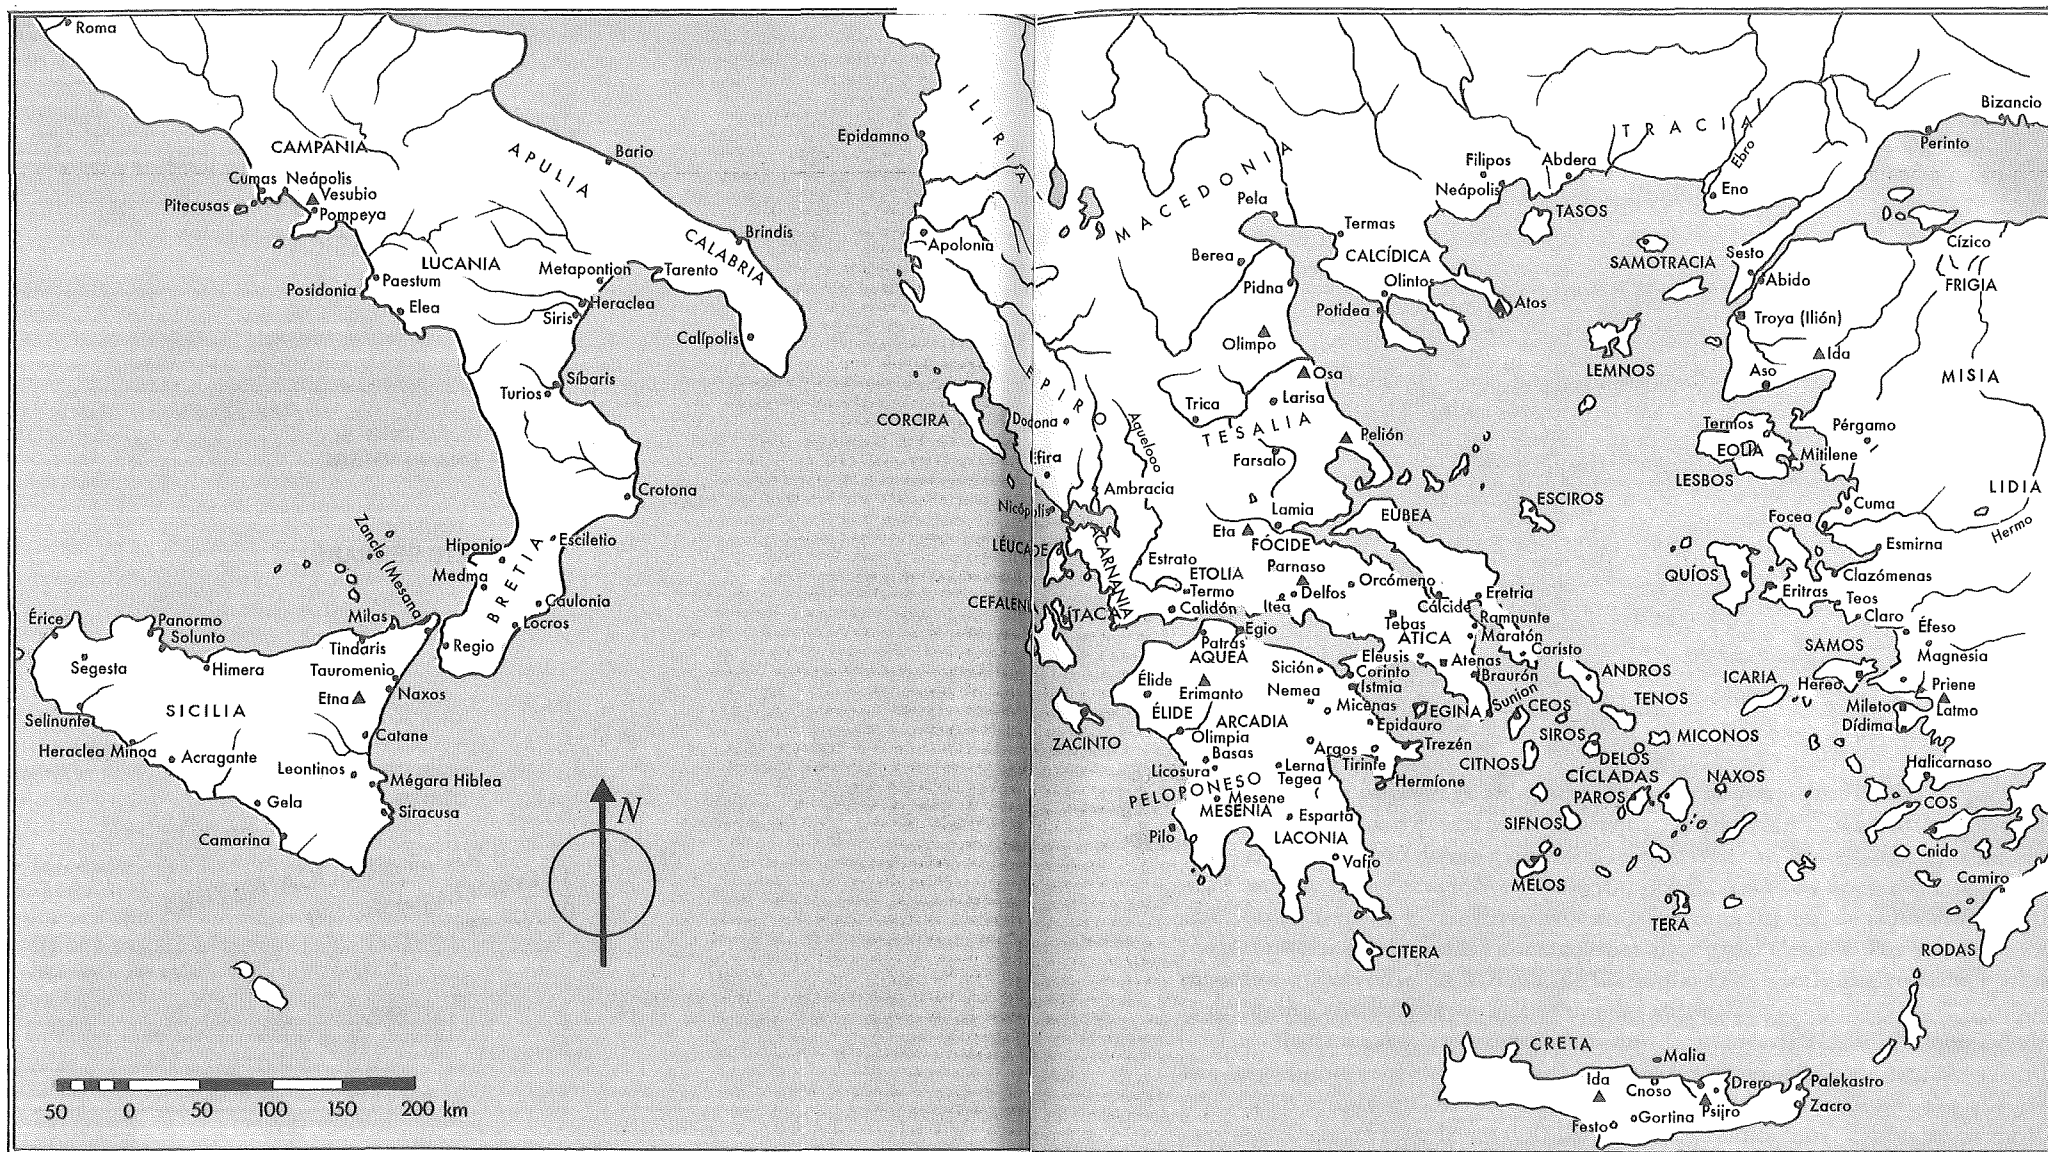 Roma
CAMPANIA
Cumas
Neápolis
Vesubio
Pitecusas
Pompeya
APULIA
Bario
CALABRIA
Brindis
LUCANIA
Metapontion
Tarento
Posidonia
Paestum
Elea
Heraclea
Siris
Calípolis
Síbaris
Turios
Crotona
Zancle (Mesana)
Hiponio
Esciletio
Medma
BRETIA
Caulonia
Locros
Regio
Érice
Panormo
Solunto
Milas
Tindaris
Segesta
Himera
Tauromenio
Etna
Naxos
SICILIA
Selinunte
Catane
Heraclea Minoa
Acragante
Leontinos
Mégara Hiblea
Gela
Siracusa
Camarina
N
50 0 50 100 150 200 km
ILIRIA
Epidamno
Apolonia
MACEDONIA
Pela
Berea
Pidna
Termas
CALCÍDICA
Olintos
Potidea
Atos
Filipos
Abdera
Neápolis
TASOS
TRACIA
Ebro
Eno
Bizancio
Perinto
SAMOTRACIA
Sesto
Abido
Cízico
FRIGIA
Troya (Ilión)
Ida
Aso
MISIA
LEMNOS
Olimpo
Osa
EPIRO
Larisa
Trica
TESALIA
Pelión
Farsalo
CORCIRA
Dodona
Aquelooo
Efira
Ambracia
Nicópolis
Lamia
Eta
EUBEA
ESCIROS
Termos
EOLIA
Mitilene
LESBOS
Pérgamo
LIDIA
Cuma
Focea
Hermo
Esmirna
LÉUCADE
ACARNANIA
Estrato
ETOLIA
Termo
Calidón
FÓCIDE
Parnaso
Delfos
Itea
Orcómeno
Cálcide
Eretria
QUÍOS
Clazómenas
Eritras
Teos
Claro
CEFALENIA
ÍTACA
Patrás
Egio
AQUEA
Tebas
ATICA
Ramnunte
Maratón
Caristo
Eleusis
Atenas
Braurón
Sunion
Sición
Corinto
Istmia
Nemea
Micenas
Epidauro
EGINA
Élide
ÉLIDE
Erimanto
ARCADIA
Olimpia
Basas
Licosura
Argos
Tirinte
Trezén
Lerna
Tegea
Hermíone
ZACINTO
PELOPONESO
Mesene
MESENIA
Esparta
LACONIA
Pilo
Vafio
CITERA
ANDROS
TENOS
CEOS
SIROS
MICONOS
DELOS
CITNOS
CÍCLADAS
PAROS
NAXOS
SIFNOS
MELOS
TERA
ICARIA
SAMOS
Hereo
Éfeso
Magnesia
Priene
Mileto
Latmo
Dídima
Halicarnaso
COS
Cnido
Camiro
RODAS
CRETA
Malia
Ida
Cnoso
Drero
Palekastro
Psijro
Zacro
Gortina
Festo